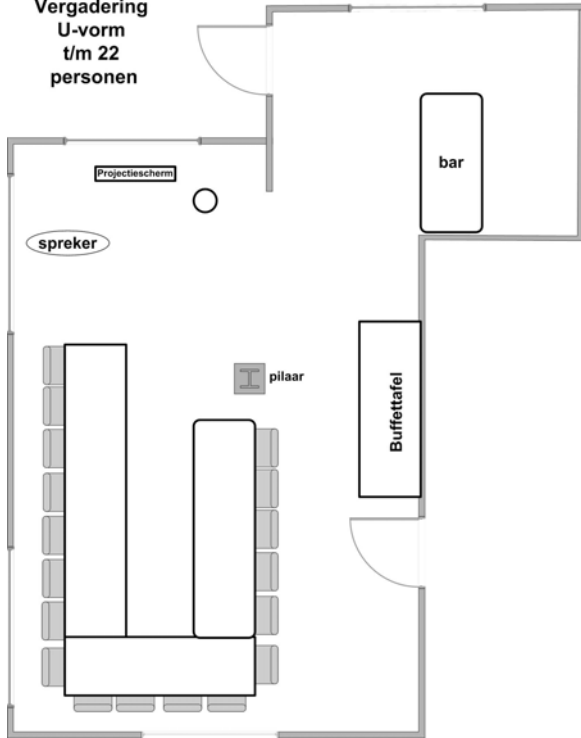 Vergadering
U-vorm
t/m 22
personen
Projectiescherm
bar
spreker
pilaar
Buffettafel